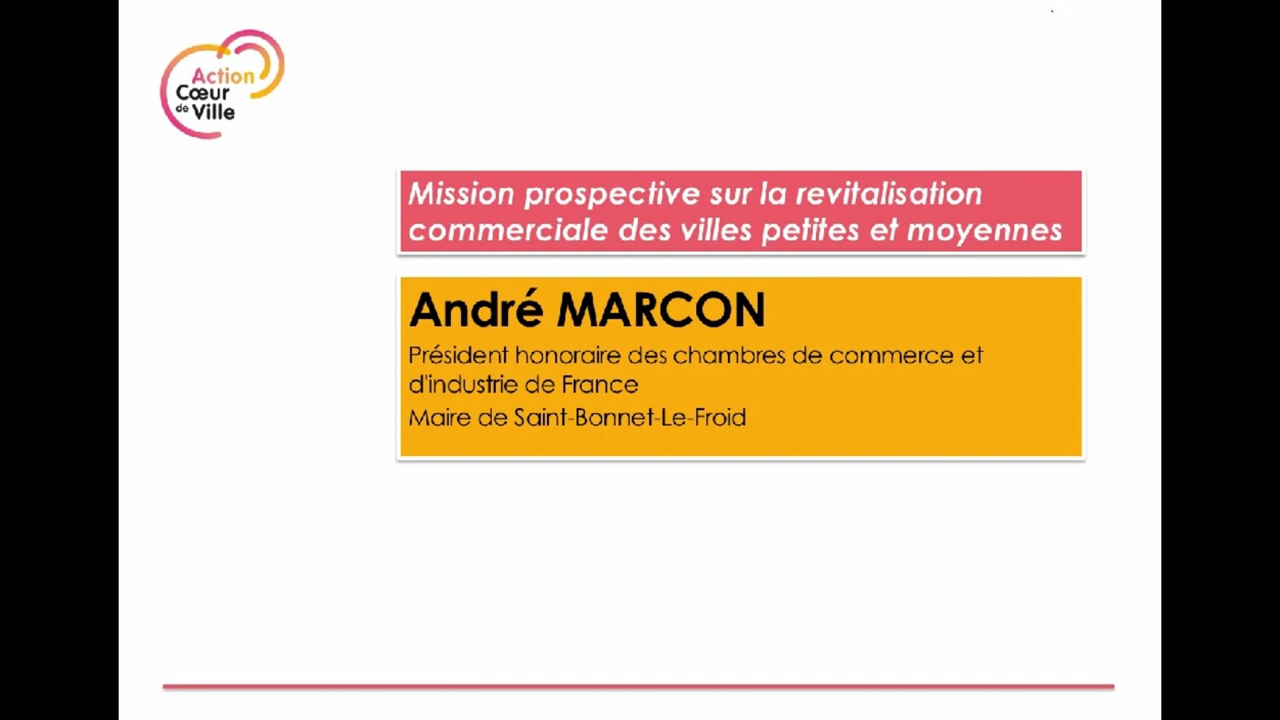 Action
Cœur
de Ville
Mission prospective sur la revitalisation
commerciale des villes petites et moyennes
André MARCON
Président honoraire des chambres de commerce et
d'industrie de France
Maire de Saint-Bonnet-Le-Froid